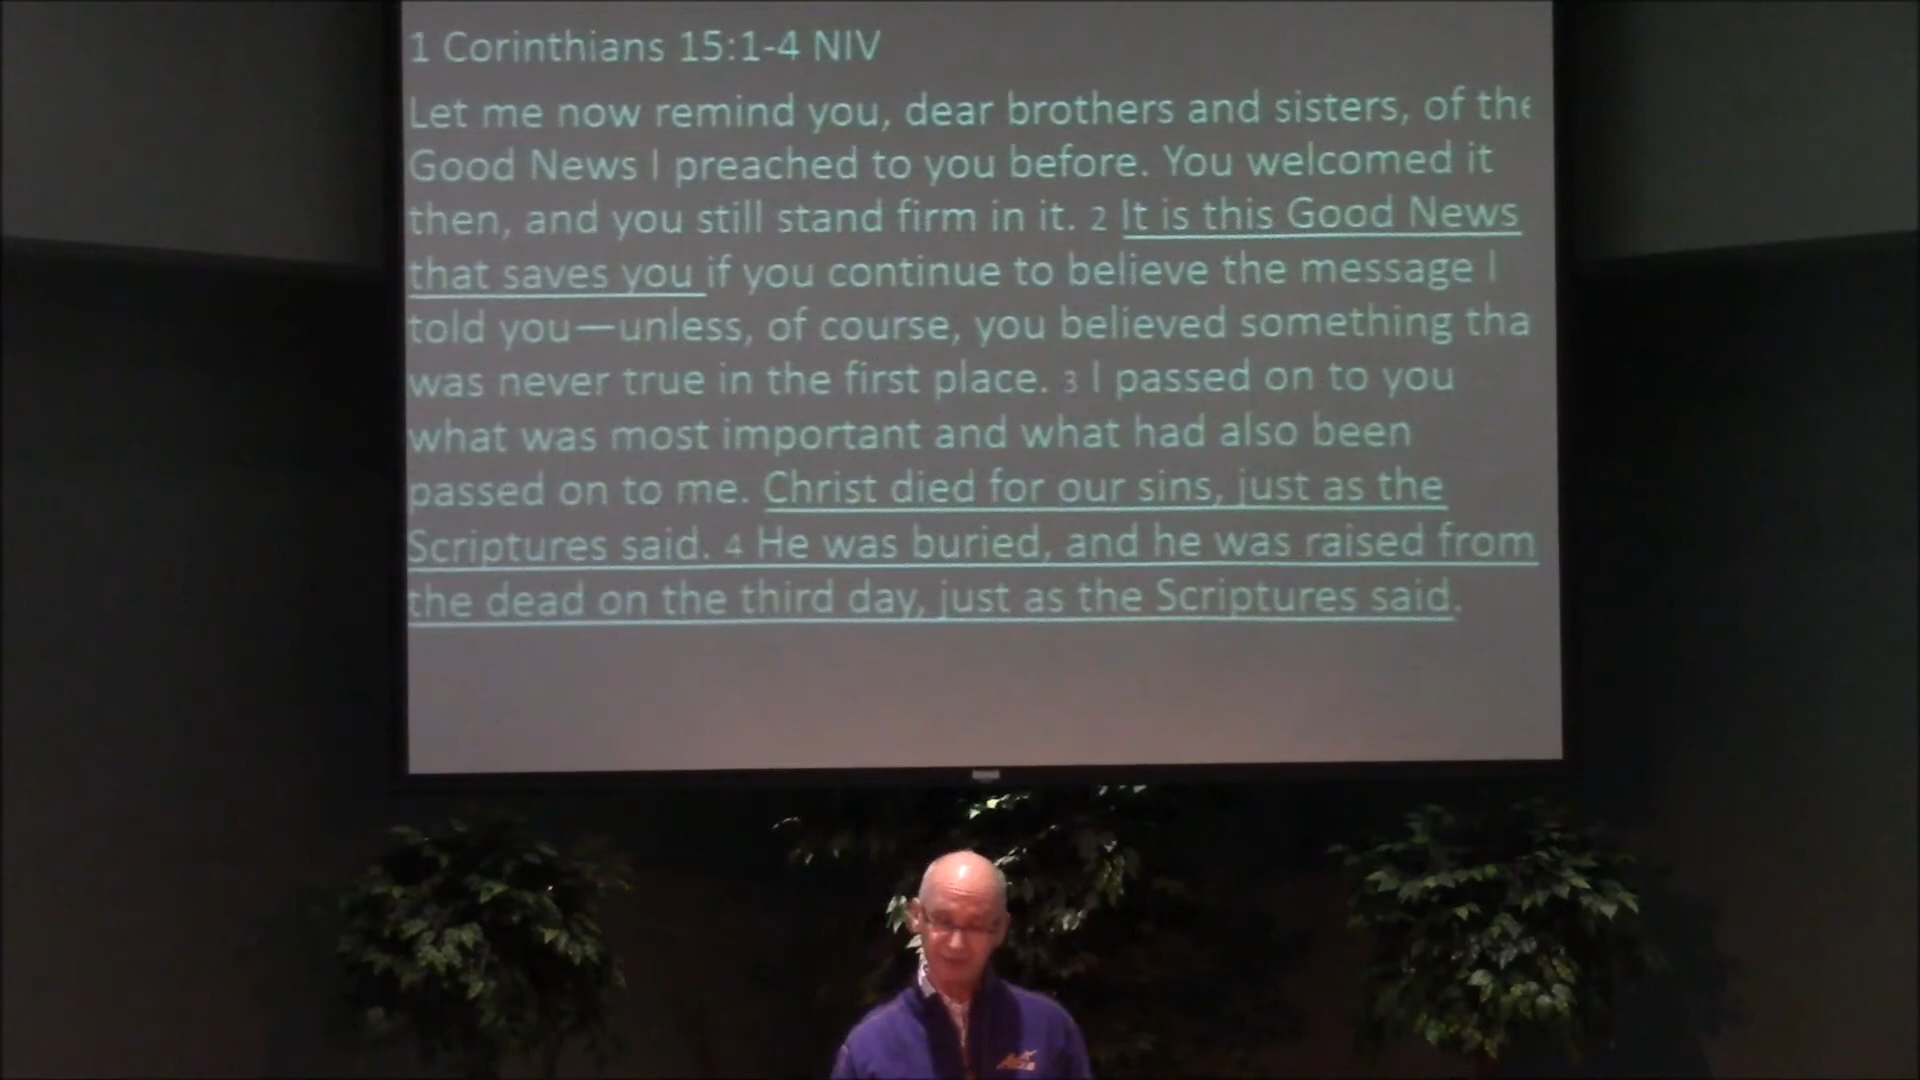 1 Corinthians 15:1-4 NIV
Let me now remind you, dear brothers and sisters, of the
Good News I preached to you before. You welcomed it
then, and you still stand firm in it. 2 It is this Good News
that saves you if you continue to believe the message I
told you—unless, of course, you believed something tha
was never true in the first place. 3 I passed on to you
what was most important and what had also been
passed on to me. Christ died for our sins, just as the
Scriptures said. 4 He was buried, and he was raised from
the dead on the third day, just as the Scriptures said.